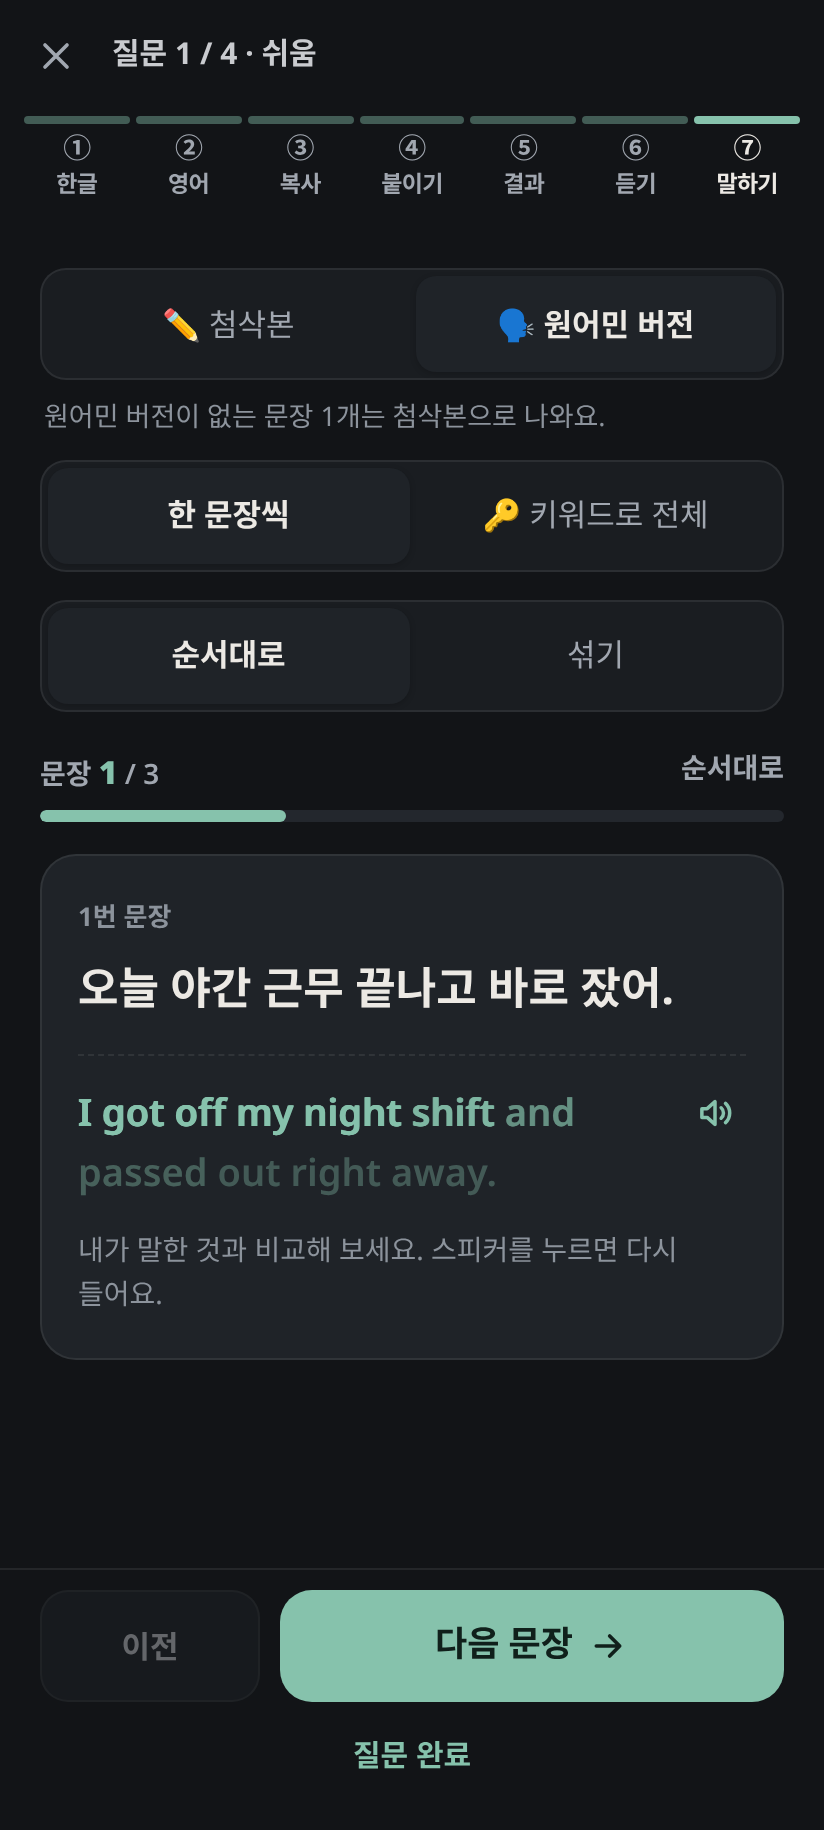 질문 1 / 4 · 쉬움
① ② ③ ④ ⑤ ⑥ ⑦
한글 영어 복사 붙이기 결과 듣기 말하기
✏️ 첨삭본 🗣️ 원어민 버전
원어민 버전이 없는 문장 1개는 첨삭본으로 나와요.
한 문장씩 🔑 키워드로 전체
순서대로 섞기
문장 1 / 3 순서대로
1번 문장
오늘 야간 근무 끝나고 바로 잤어.
I got off my night shift and
passed out right away.
내가 말한 것과 비교해 보세요. 스피커를 누르면 다시
들어요.
이전 다음 문장 →
질문 완료